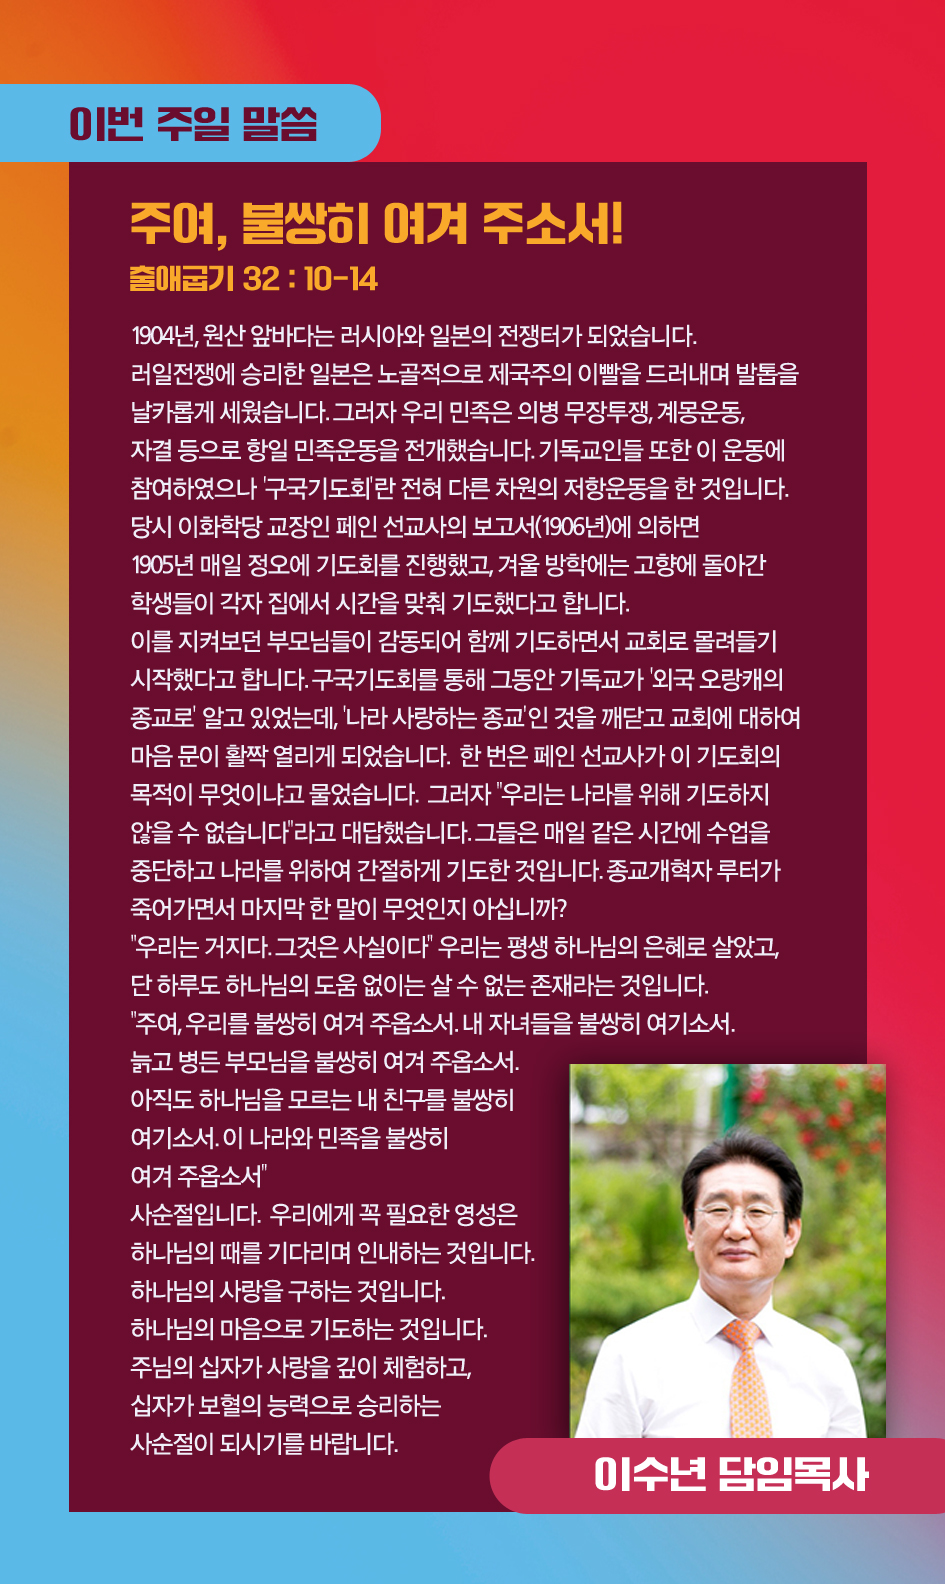 이번 주일 말씀
주여, 불쌍히 여겨 주소서!
출애굽기 32 : 10-14
1904년, 원산 앞바다는 러시아와 일본의 전쟁터가 되었습니다.
러일전쟁에 승리한 일본은 노골적으로 제국주의 이빨을 드러내며 발톱을
날카롭게 세웠습니다. 그러자 우리 민족은 의병 무장투쟁, 계몽운동,
자결 등으로 항일 민족운동을 전개했습니다. 기독교인들 또한 이 운동에
참여하였으나 '구국기도회'란 전혀 다른 차원의 저항운동을 한 것입니다.
당시 이화학당 교장인 페인 선교사의 보고서(1906년)에 의하면
1905년 매일 정오에 기도회를 진행했고, 겨울 방학에는 고향에 돌아간
학생들이 각자 집에서 시간을 맞춰 기도했다고 합니다.
이를 지켜보던 부모님들이 감동되어 함께 기도하면서 교회로 몰려들기
시작했다고 합니다. 구국기도회를 통해 그동안 기독교가 '외국 오랑캐의
종교로' 알고 있었는데, '나라 사랑하는 종교'인 것을 깨닫고 교회에 대하여
마음 문이 활짝 열리게 되었습니다. 한 번은 페인 선교사가 이 기도회의
목적이 무엇이냐고 물었습니다. 그러자 "우리는 나라를 위해 기도하지
않을 수 없습니다"라고 대답했습니다. 그들은 매일 같은 시간에 수업을
중단하고 나라를 위하여 간절하게 기도한 것입니다. 종교개혁자 루터가
죽어가면서 마지막 한 말이 무엇인지 아십니까?
"우리는 거지다. 그것은 사실이다" 우리는 평생 하나님의 은혜로 살았고,
단 하루도 하나님의 도움 없이는 살 수 없는 존재라는 것입니다.
"주여, 우리를 불쌍히 여겨 주옵소서. 내 자녀들을 불쌍히 여기소서.
늙고 병든 부모님을 불쌍히 여겨 주옵소서.
아직도 하나님을 모르는 내 친구를 불쌍히
여기소서. 이 나라와 민족을 불쌍히
여겨 주옵소서"
사순절입니다. 우리에게 꼭 필요한 영성은
하나님의 때를 기다리며 인내하는 것입니다.
하나님의 사랑을 구하는 것입니다.
하나님의 마음으로 기도하는 것입니다.
주님의 십자가 사랑을 깊이 체험하고,
십자가 보혈의 능력으로 승리하는
사순절이 되시기를 바랍니다.
이수년 담임목사